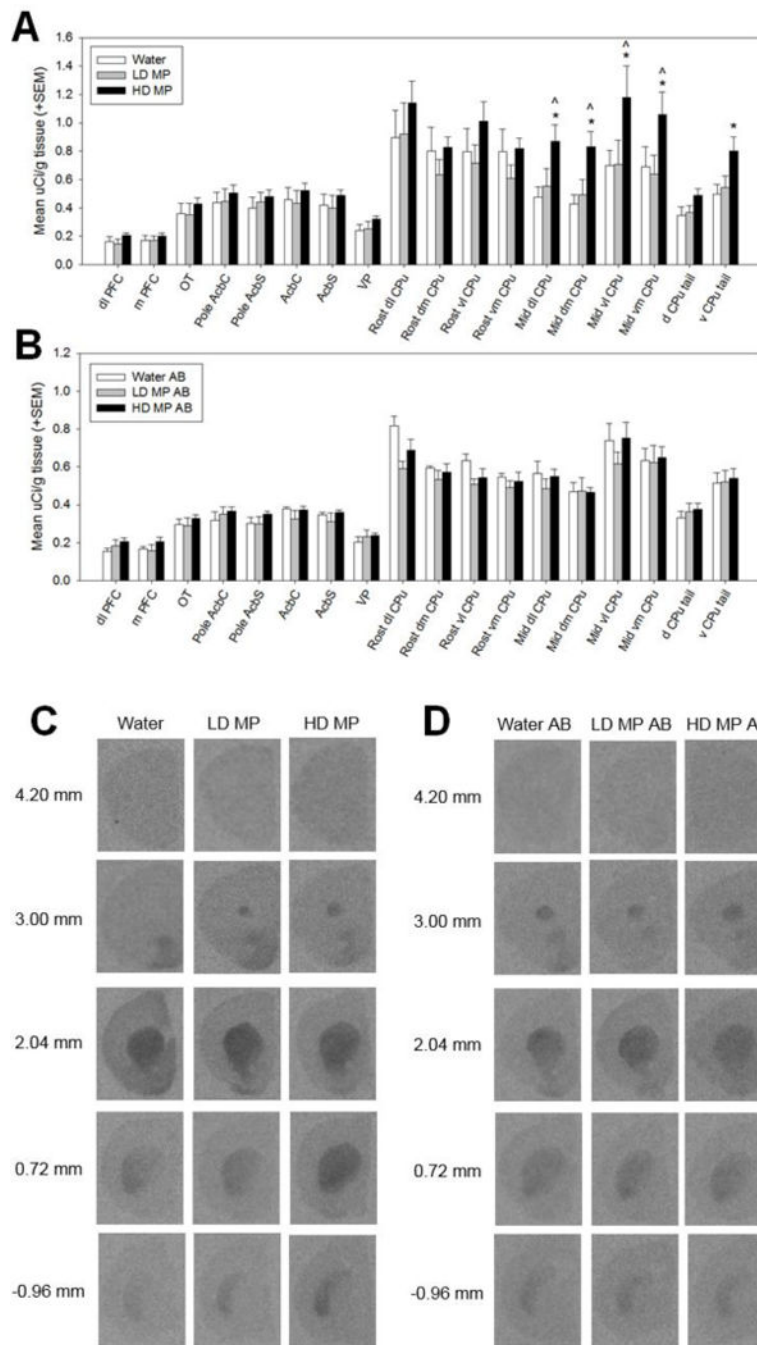 A
Mean uCi/g tissue (+SEM)
1.6
1.4
1.2
1.0
0.8
0.6
0.4
0.2
0.0
Water
LD MP
HD MP
^
*
^
*
^
*
^
*
*
dl PFC
m PFC
OT
Pole AcbC
Pole AcbS
AcbC
AcbS
VP
Rost dl CPu
Rost dm CPu
Rost vl CPu
Rost vm CPu
Mid dl CPu
Mid dm CPu
Mid vl CPu
Mid vm CPu
d CPu tail
v CPu tail
B
Mean uCi/g tissue (+SEM)
1.2
1.0
0.8
0.6
0.4
0.2
0.0
Water AB
LD MP AB
HD MP AB
dl PFC
m PFC
OT
Pole AcbC
Pole AcbS
AcbC
AcbS
VP
Rost dl CPu
Rost dm CPu
Rost vl CPu
Rost vm CPu
Mid dl CPu
Mid dm CPu
Mid vl CPu
Mid vm CPu
d CPu tail
v CPu tail
C
Water LD MP HD MP
4.20 mm
3.00 mm
2.04 mm
0.72 mm
-0.96 mm
D
Water AB LD MP AB HD MP A
4.20 mm
3.00 mm
2.04 mm
0.72 mm
-0.96 mm